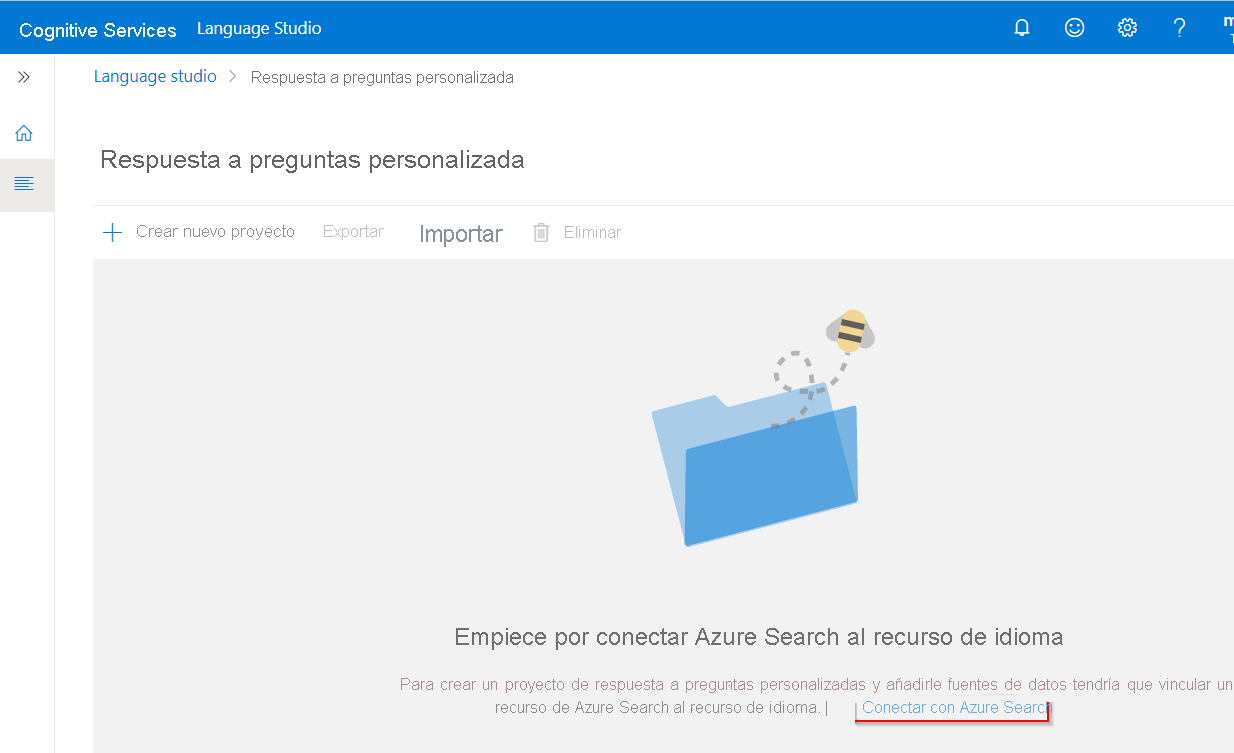 Cognitive Services Language Studio
Language studio > Respuesta a preguntas personalizada
Respuesta a preguntas personalizada
Crear nuevo proyecto Exportar Importar Eliminar
Empiece por conectar Azure Search al recurso de idioma
Para crear un proyecto de respuesta a preguntas personalizadas y añadirle fuentes de datos tendría que vincular un
recurso de Azure Search al recurso de idioma. | Conectar con Azure Search